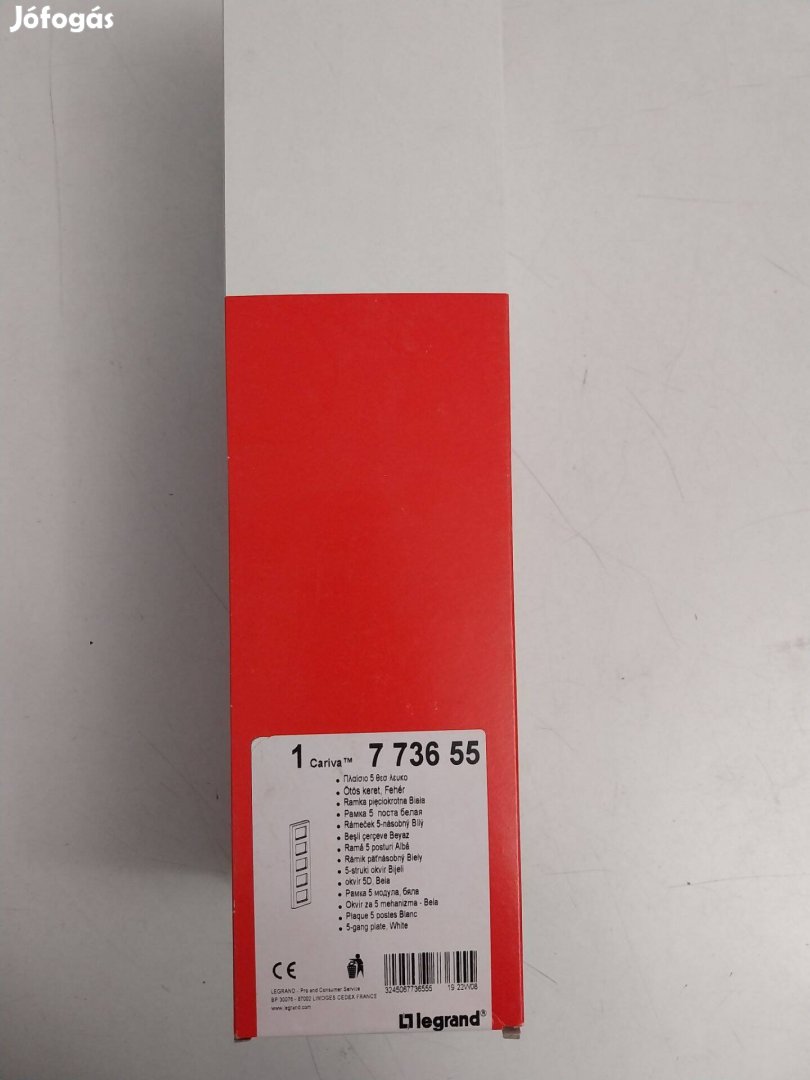 Jófogás
1 Cariva™ 7 736 55
• Πλαίσιο 5 θεσ λευκο
• Ötös keret, Fehér
• Ramka pięciokrotna Biała
• Рамка 5 поста белая
• Rámeček 5-násobný Bílý
• Beşli çerçeve Beyaz
• Ramă 5 posturi Albă
• Rámik päťnásobný Biely
• 5-struki okvir Bijeli
• okvir 5D, Bela
• Рамка 5 модула, бяла
• Okvir za 5 mehanizma - Bela
• Plaque 5 postes Blanc
• 5-gang plate, White
CE
3245067736555 19 22W08
LEGRAND - Pro and Consumer Service
BP 30076 - 87002 LIMOGES CEDEX FRANCE
www.legrand.com
legrand®